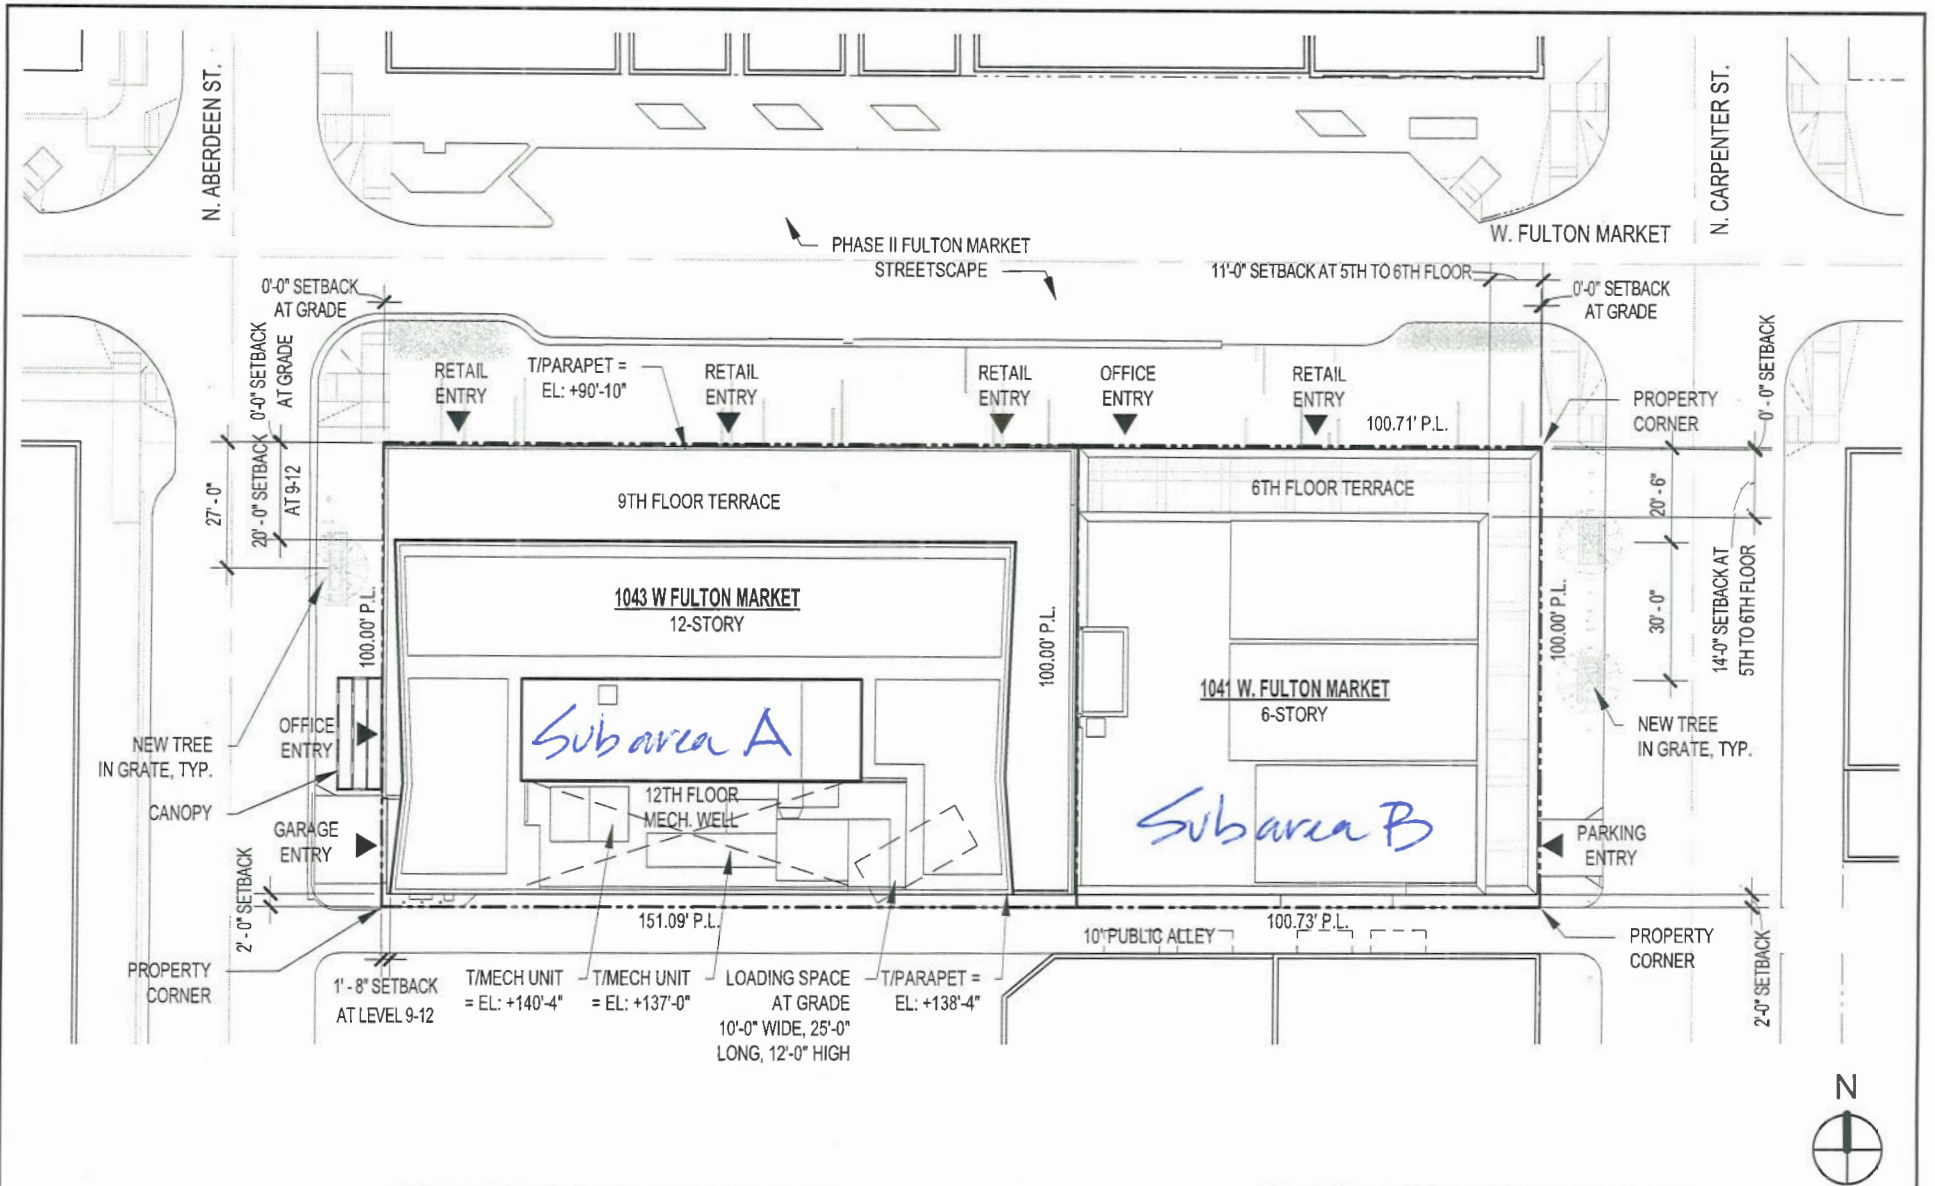 N. ABERDEEN ST.
N. CARPENTER ST.
W. FULTON MARKET
PHASE II FULTON MARKET
STREETSCAPE
11'-0" SETBACK AT 5TH TO 6TH FLOOR
0'-0" SETBACK
AT GRADE
0'-0" SETBACK
AT GRADE
0'-0" SETBACK
AT GRADE
0'-0" SETBACK
RETAIL
ENTRY
T/PARAPET =
EL: +90'-10"
RETAIL
ENTRY
RETAIL
ENTRY
OFFICE
ENTRY
RETAIL
ENTRY
100.71' P.L.
PROPERTY
CORNER
27'-0"
20'-0" SETBACK
AT 9-12
9TH FLOOR TERRACE
6TH FLOOR TERRACE
20'-6"
14'-0" SETBACK AT
5TH TO 6TH FLOOR
30'-0"
100.00' P.L.
1043 W FULTON MARKET
12-STORY
100.00' P.L.
1041 W. FULTON MARKET
6-STORY
100.00' P.L.
Subarea A
Subarea B
OFFICE
ENTRY
NEW TREE
IN GRATE, TYP.
CANOPY
GARAGE
ENTRY
12TH FLOOR
MECH. WELL
NEW TREE
IN GRATE, TYP.
PARKING
ENTRY
2'-0" SETBACK
151.09' P.L.
100.73' P.L.
10' PUBLIC ALLEY
PROPERTY
CORNER
PROPERTY
CORNER
2'-0" SETBACK
1'-8" SETBACK
AT LEVEL 9-12
T/MECH UNIT
= EL: +140'-4"
T/MECH UNIT
= EL: +137'-0"
LOADING SPACE
AT GRADE
10'-0" WIDE, 25'-0"
LONG, 12'-0" HIGH
T/PARAPET =
EL: +138'-4"
N